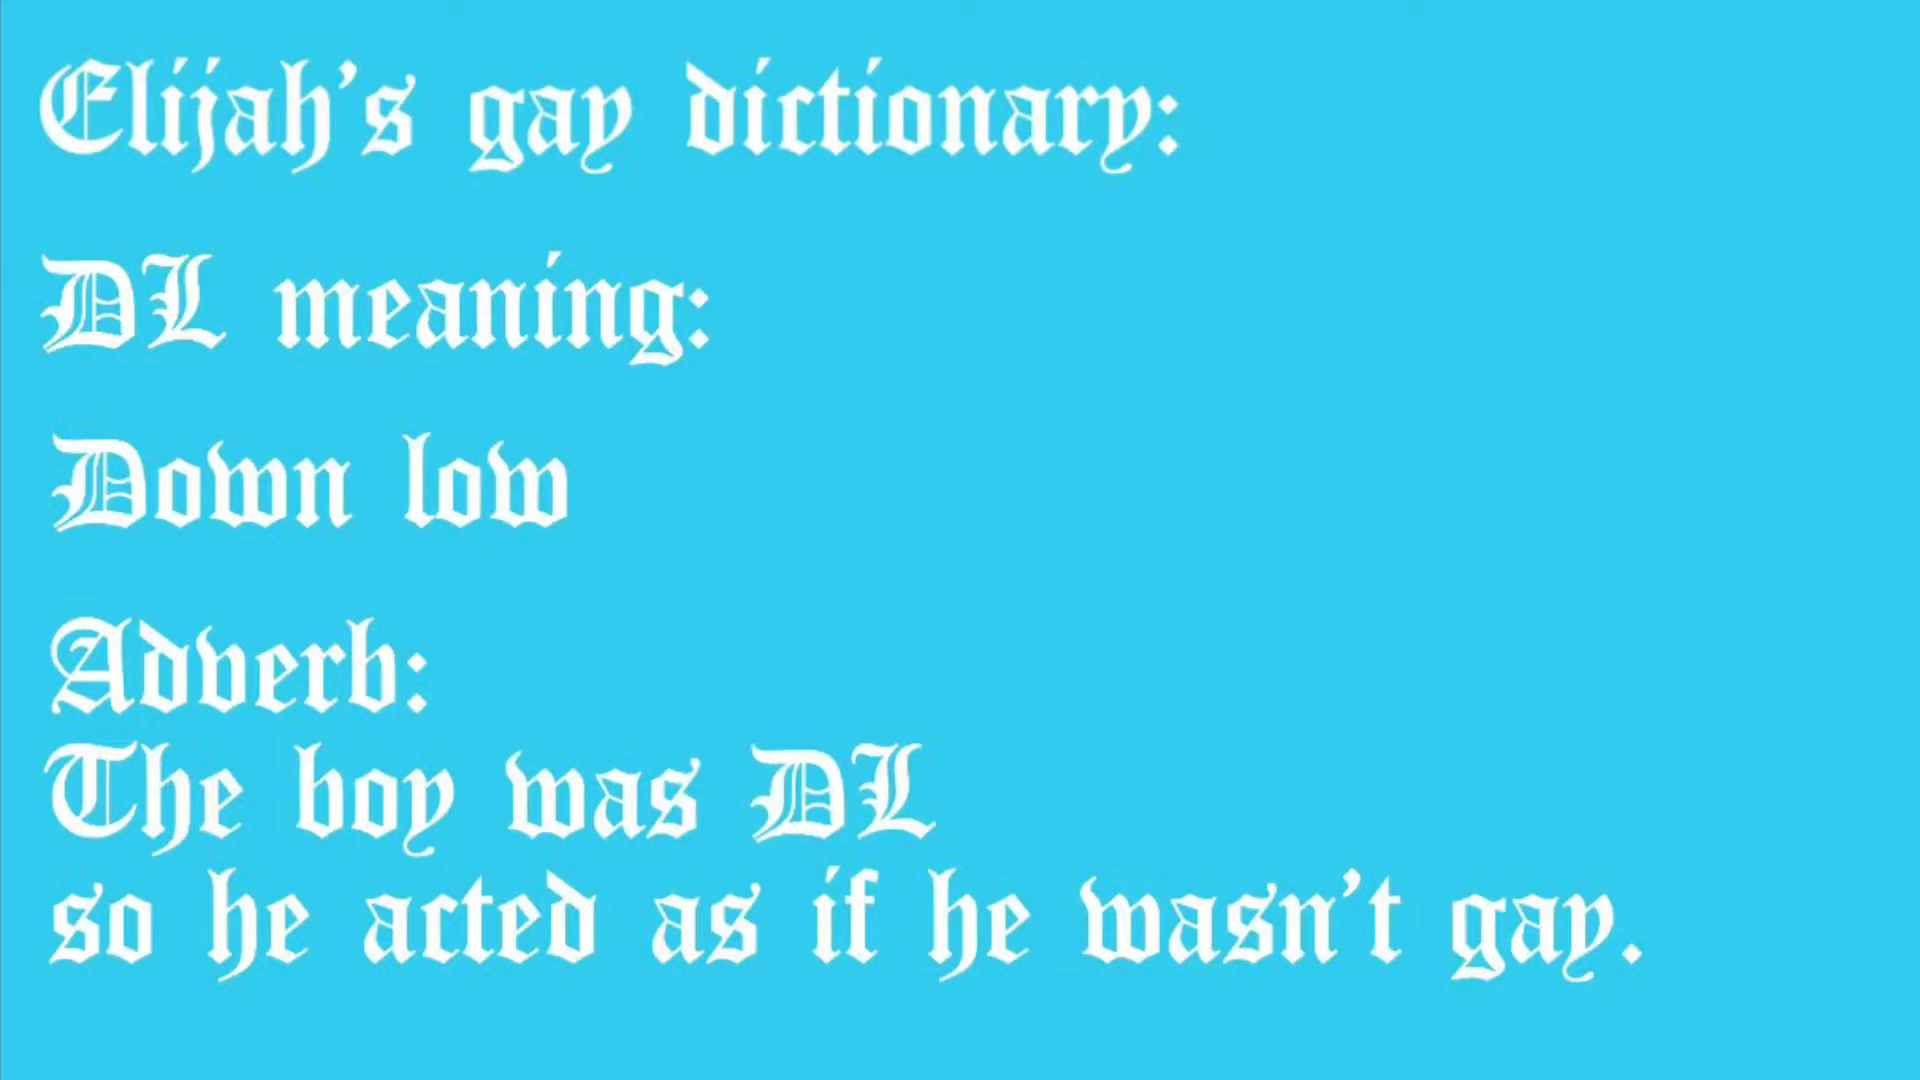 Elijah's gay dictionary:
DL meaning:
Down low
Adverb:
The boy was DL
so he acted as if he wasn't gay.